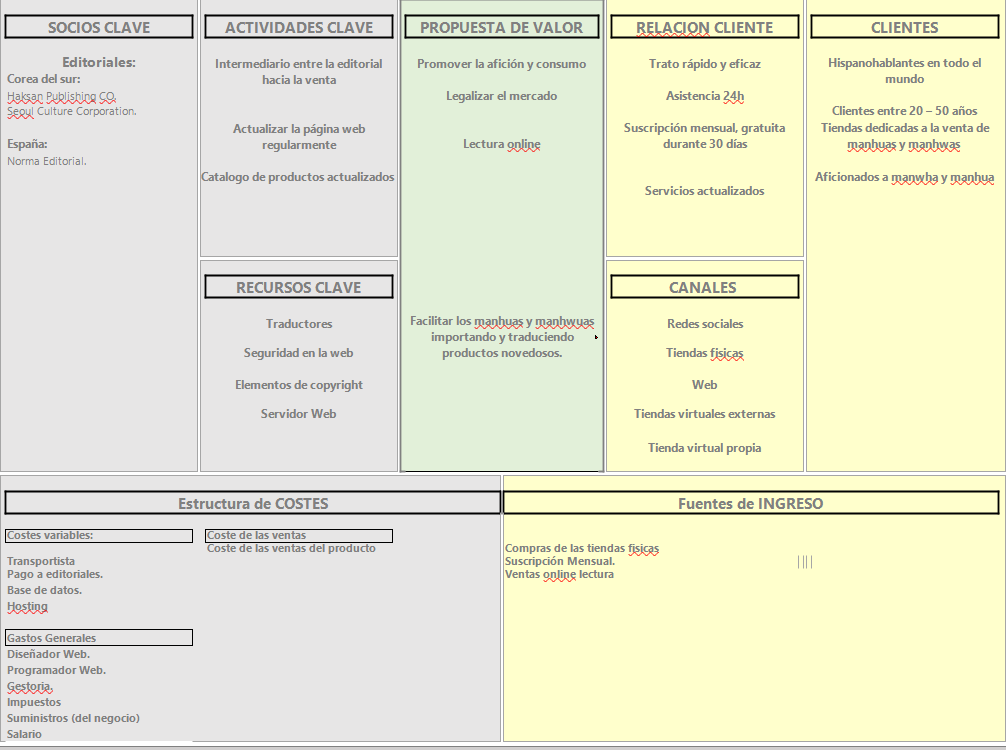 SOCIOS CLAVE
Editoriales:
Corea del sur:
Haksan Publishing CO.
Seoul Culture Corporation.
España:
Norma Editorial.
ACTIVIDADES CLAVE
Intermediario entre la editorial
hacia la venta
Actualizar la página web
regularmente
Catalogo de productos actualizados
RECURSOS CLAVE
Traductores
Seguridad en la web
Elementos de copyright
Servidor Web
PROPUESTA DE VALOR
Promover la afición y consumo
Legalizar el mercado
Lectura online
Facilitar los manhuas y manhwuas
importando y traduciendo
productos novedosos.
RELACION CLIENTE
Trato rápido y eficaz
Asistencia 24h
Suscripción mensual, gratuita
durante 30 días
Servicios actualizados
CANALES
Redes sociales
Tiendas fisicas
Web
Tiendas virtuales externas
Tienda virtual propia
CLIENTES
Hispanohablantes en todo el
mundo
Clientes entre 20 – 50 años
Tiendas dedicadas a la venta de
manhuas y manhwas
Aficionados a manwha y manhua
Estructura de COSTES
Costes variables:
Transportista
Pago a editoriales.
Base de datos.
Hosting
Gastos Generales
Diseñador Web.
Programador Web.
Gestoria.
Impuestos
Suministros (del negocio)
Salario
Coste de las ventas
Coste de las ventas del producto
Fuentes de INGRESO
Compras de las tiendas fisicas
Suscripción Mensual.
Ventas online lectura